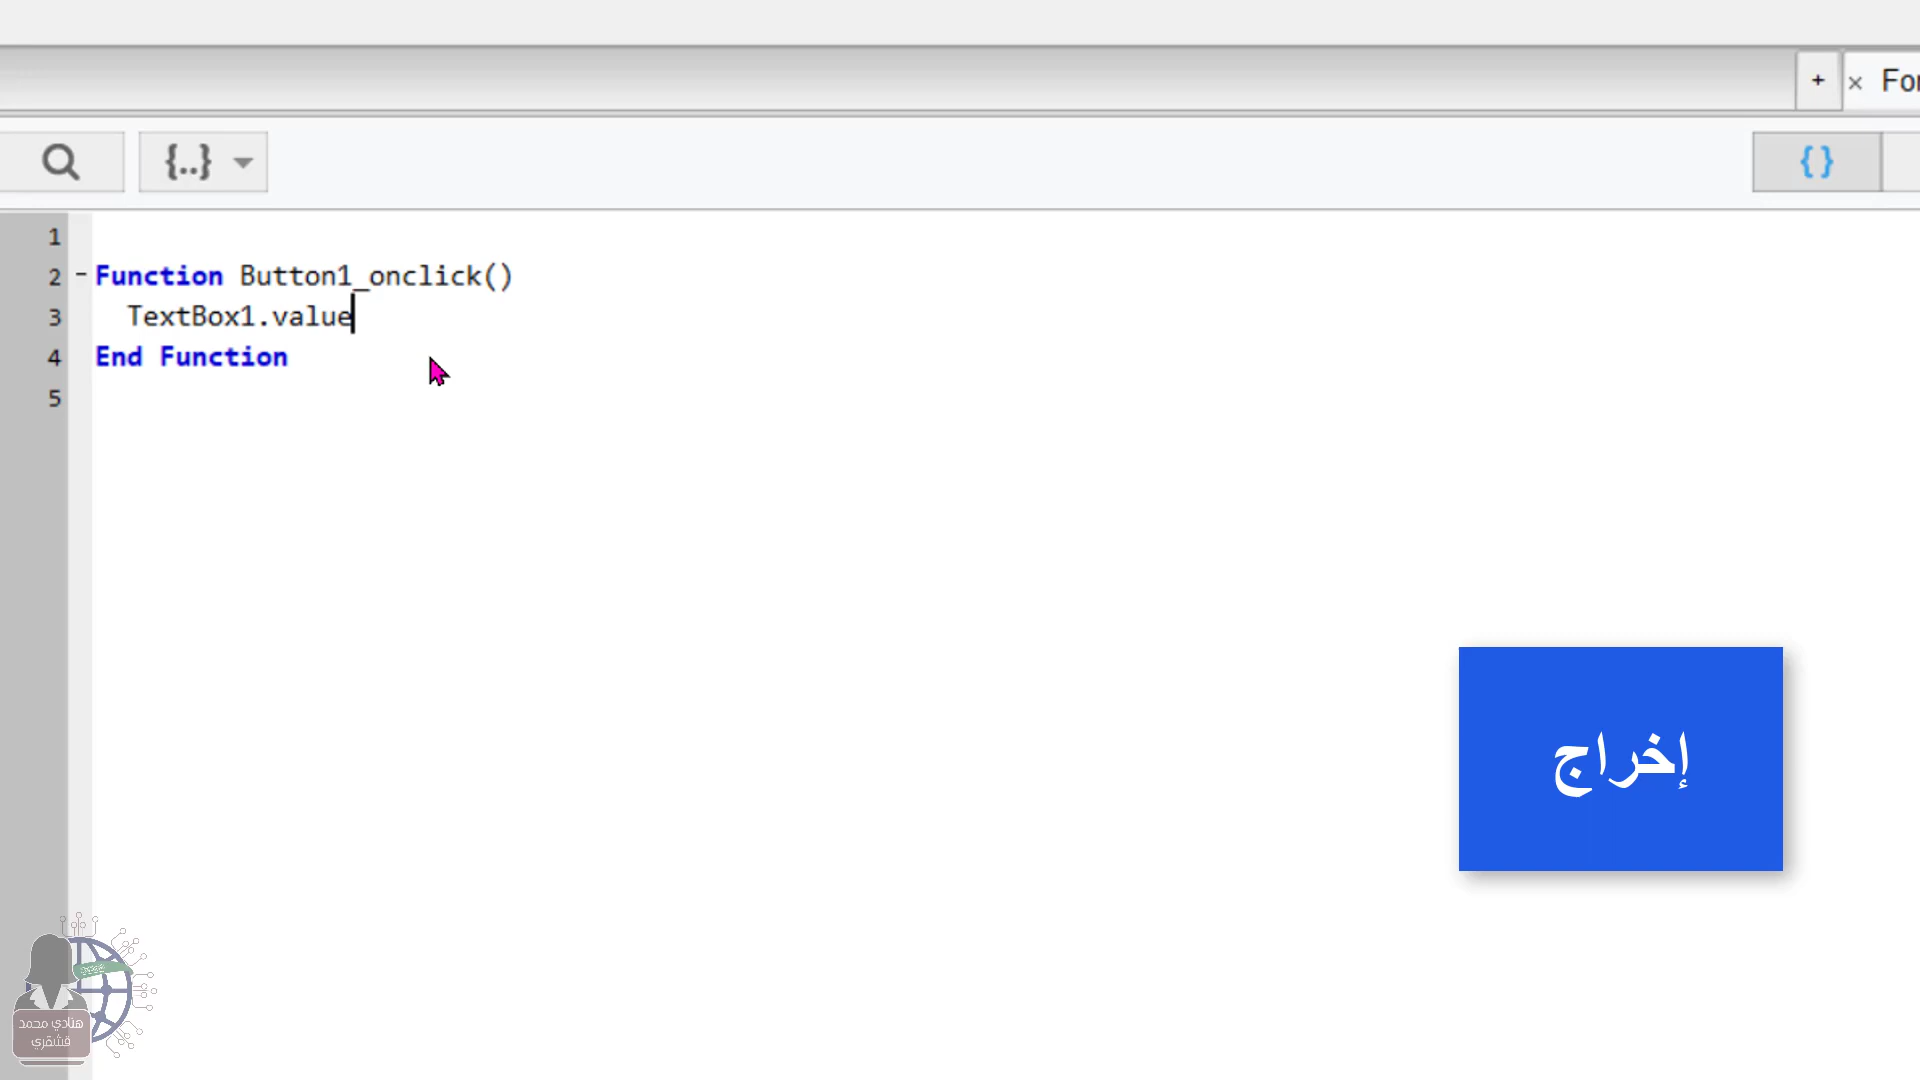 + × For
{..}
{}
1
2 - Function Button1_onclick()
3 TextBox1.value
4 End Function
5
إخراج
هنادي محمد
قشقري